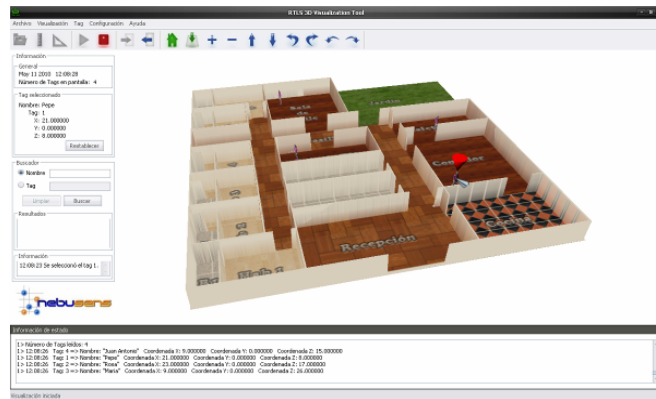 RTLS 3D Visualization Tool
Archivo Visualización Tag Configuración Ayuda
Información
General
May 11 2010 12:08:28
Número de Tags en pantalla: 4
Tag seleccionado
Nombre: Pepe
Tag: 1
X: 21.000000
Y: 0.000000
Z: 8.000000
Restablecer
Buscador
Nombre
Tag
Limpiar Buscar
Resultados
Información
12:08:23 Se seleccionó el tag 1.
nebusens
Jardín
Sala
de
Comedor
Cocina
Recepción
Información de estado
1> Número de Tags leídos: 4
1> 12:08:26 Tag: 4 => Nombre: "Juan Antonio" Coordenada X: 9.000000 Coordenada Y: 0.000000 Coordenada Z: 15.000000
1> 12:08:26 Tag: 1 => Nombre: "Pepe" Coordenada X: 21.000000 Coordenada Y: 0.000000 Coordenada Z: 8.000000
1> 12:08:26 Tag: 2 => Nombre: "Rosa" Coordenada X: 23.000000 Coordenada Y: 0.000000 Coordenada Z: 17.000000
1> 12:08:26 Tag: 3 => Nombre: "Maria" Coordenada X: 9.000000 Coordenada Y: 0.000000 Coordenada Z: 26.000000
Visualización iniciada